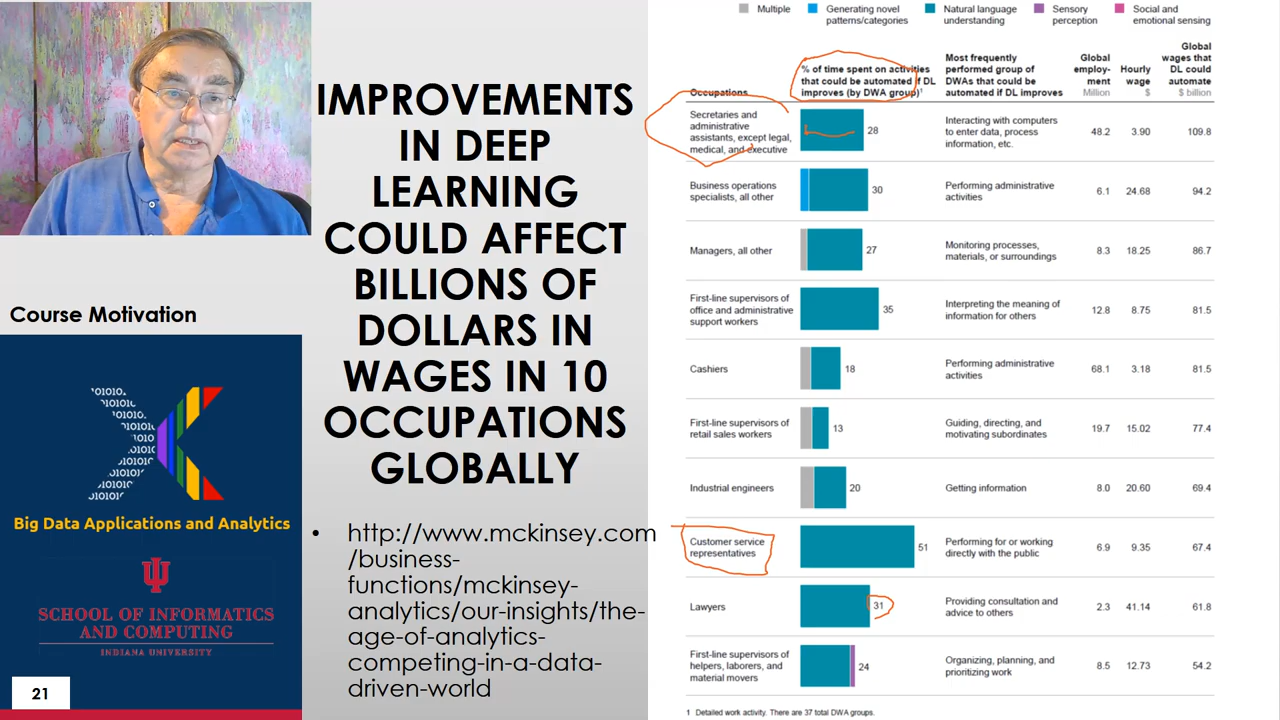 IMPROVEMENTS
IN DEEP
LEARNING
COULD AFFECT
BILLIONS OF
DOLLARS IN
WAGES IN 10
OCCUPATIONS
GLOBALLY
• http://www.mckinsey.com
/business-
functions/mckinsey-
analytics/our-insights/the-
age-of-analytics-
competing-in-a-data-
driven-world
Course Motivation
01010.
101010.
1010101.
1010101
1010101
1010101
1010101.
101010.
01010.
Big Data Applications and Analytics
SCHOOL OF INFORMATICS
AND COMPUTING
INDIANA UNIVERSITY
21
Multiple
Generating novel
patterns/categories
Natural language
understanding
Sensory
perception
Social and
emotional sensing
Occupations
% of time spent on activities
that could be automated if DL
improves (by DWA group)1
Most frequently
performed group of
DWAs that could be
automated if DL improves
Global
employ-
ment
Million
Hourly
wage
$
Global
wages that
DL could
automate
$ billion
Secretaries and
administrative
assistants, except legal,
medical, and executive
28
Interacting with computers
to enter data, process
information, etc.
48.2
3.90
109.8
Business operations
specialists, all other
30
Performing administrative
activities
6.1
24.68
94.2
Managers, all other
27
Monitoring processes,
materials, or surroundings
8.3
18.25
86.7
First-line supervisors of
office and administrative
support workers
35
Interpreting the meaning of
information for others
12.8
8.75
81.5
Cashiers
18
Performing administrative
activities
68.1
3.18
81.5
First-line supervisors of
retail sales workers
13
Guiding, directing, and
motivating subordinates
19.7
15.02
77.4
Industrial engineers
20
Getting information
8.0
20.60
69.4
Customer service
representatives
51
Performing for or working
directly with the public
6.9
9.35
67.4
Lawyers
31
Providing consultation and
advice to others
2.3
41.14
61.8
First-line supervisors of
helpers, laborers, and
material movers
24
Organizing, planning, and
prioritizing work
8.5
12.73
54.2
1 Detailed work activity. There are 37 total DWA groups.